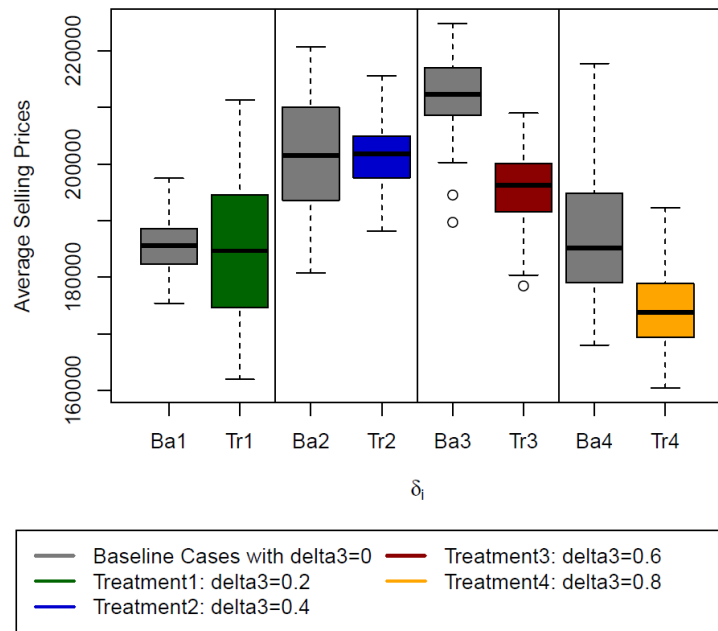 Average Selling Prices
220000
200000
180000
160000
Ba1 Tr1 Ba2 Tr2 Ba3 Tr3 Ba4 Tr4
δi
Baseline Cases with delta3=0 Treatment3: delta3=0.6
Treatment1: delta3=0.2 Treatment4: delta3=0.8
Treatment2: delta3=0.4